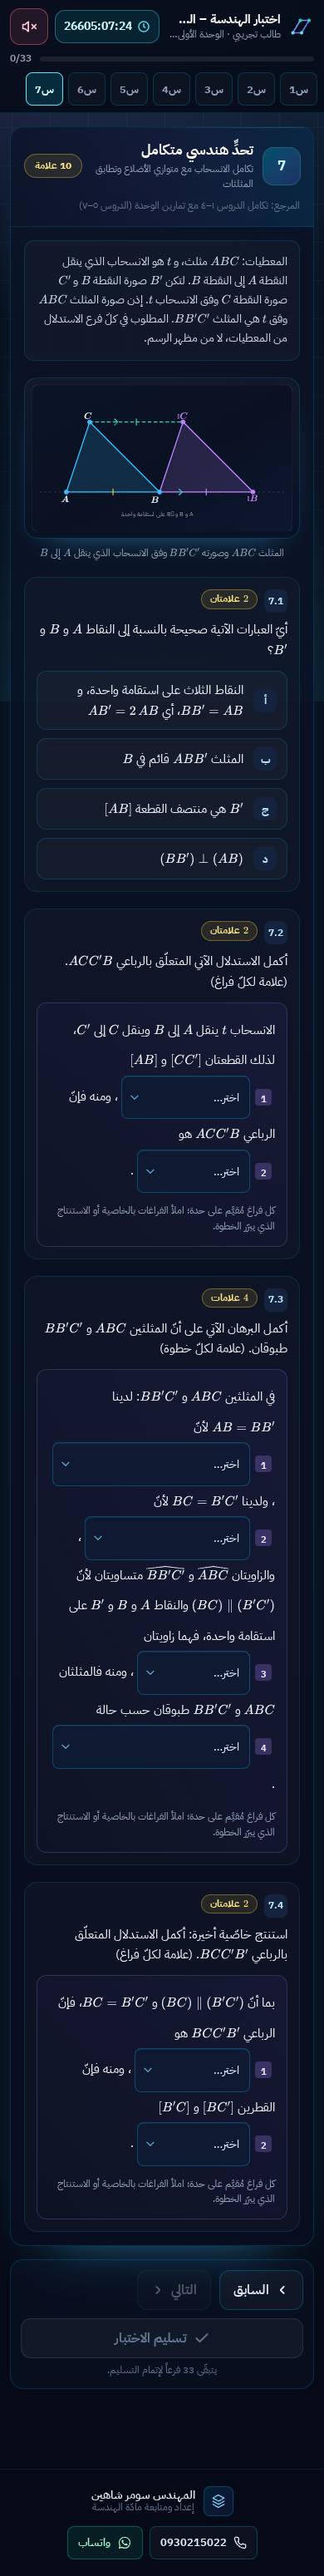 اختبار الهندسة – الـ...
طالب تجريبي · الوحدة الأولى...
26605:07:24
0/33
س1 س2 س3 س4 س5 س6 س7
7
تحدٍّ هندسي متكامل
تكامل الانسحاب مع متوازي الأضلاع وتطابق
المثلثات
10 علامة
المرجع: تكامل الدروس ١–٤ مع تمارين الوحدة (الدروس ٥–٧)
المعطيات: ABC مثلث، و t هو الانسحاب الذي ينقل
النقطة A إلى النقطة B. لتكن B′ صورة النقطة B و C′
صورة النقطة C وفق الانسحاب t. إذن صورة المثلث ABC
وفق t هي المثلث BB′C′. المطلوب في كلّ فرع استدلال
من المعطيات، لا من مظهر الرسم.
C
A
B
المثلث ABC وصورته BB′C′ وفق الانسحاب الذي ينقل A إلى B
7.1
2 علامتان
أيّ العبارات الآتية صحيحة بالنسبة إلى النقاط A و B و
B′؟
أ
النقاط الثلاث على استقامة واحدة، و
BB′ = AB، أي AB′ = 2 AB
ب
المثلث ABB′ قائم في B
ج
B′ هي منتصف القطعة [AB]
د
(BB′) ⊥ (AB)
7.2
2 علامتان
أكمل الاستدلال الآتي المتعلّق بالرباعي ACC′B.
(علامة لكلّ فراغ)
الانسحاب t ينقل A إلى B وينقل C إلى C′،
لذلك القطعتان [CC′] و [AB]
1 اختر... ، ومنه فإنّ
الرباعي ACC′B هو
2 اختر... .
كل فراغ مُقيَّم على حدة؛ املأ الفراغات بالخاصية أو الاستنتاج
الذي يبرّر الخطوة.
7.3
4 علامات
أكمل البرهان الآتي على أنّ المثلثين ABC و BB′C′
طبوقان. (علامة لكلّ خطوة)
في المثلثين ABC و BB′C′: لدينا
AB = BB′ لأنّ
1 اختر...
، ولدينا BC = B′C′ لأنّ
2 اختر... ،
والزاويتان ABC و BB′C′ متساويتان لأنّ
(BC) ∥ (B′C′) والنقاط A و B و B′ على
استقامة واحدة، فهما زاويتان
3 اختر... ، ومنه فالمثلثان
ABC و BB′C′ طبوقان حسب حالة
4 اختر...
.
كل فراغ مُقيَّم على حدة؛ املأ الفراغات بالخاصية أو الاستنتاج
الذي يبرّر الخطوة.
7.4
2 علامتان
استنتج خاصّية أخيرة: أكمل الاستدلال المتعلّق
بالرباعي BCC′B′. (علامة لكلّ فراغ)
بما أنّ (BC) ∥ (B′C′) و BC = B′C′، فإنّ
الرباعي BCC′B′ هو
1 اختر... ، ومنه فإنّ
القطرين [BC′] و [B′C]
2 اختر... .
كل فراغ مُقيَّم على حدة؛ املأ الفراغات بالخاصية أو الاستنتاج
الذي يبرّر الخطوة.
السابق
التالي
تسليم الاختبار
يتبقّى 33 فرعاً لإتمام التسليم.
المهندس سومر شاهين
إعداد ومتابعة مادّة الهندسة
0930215022
واتساب